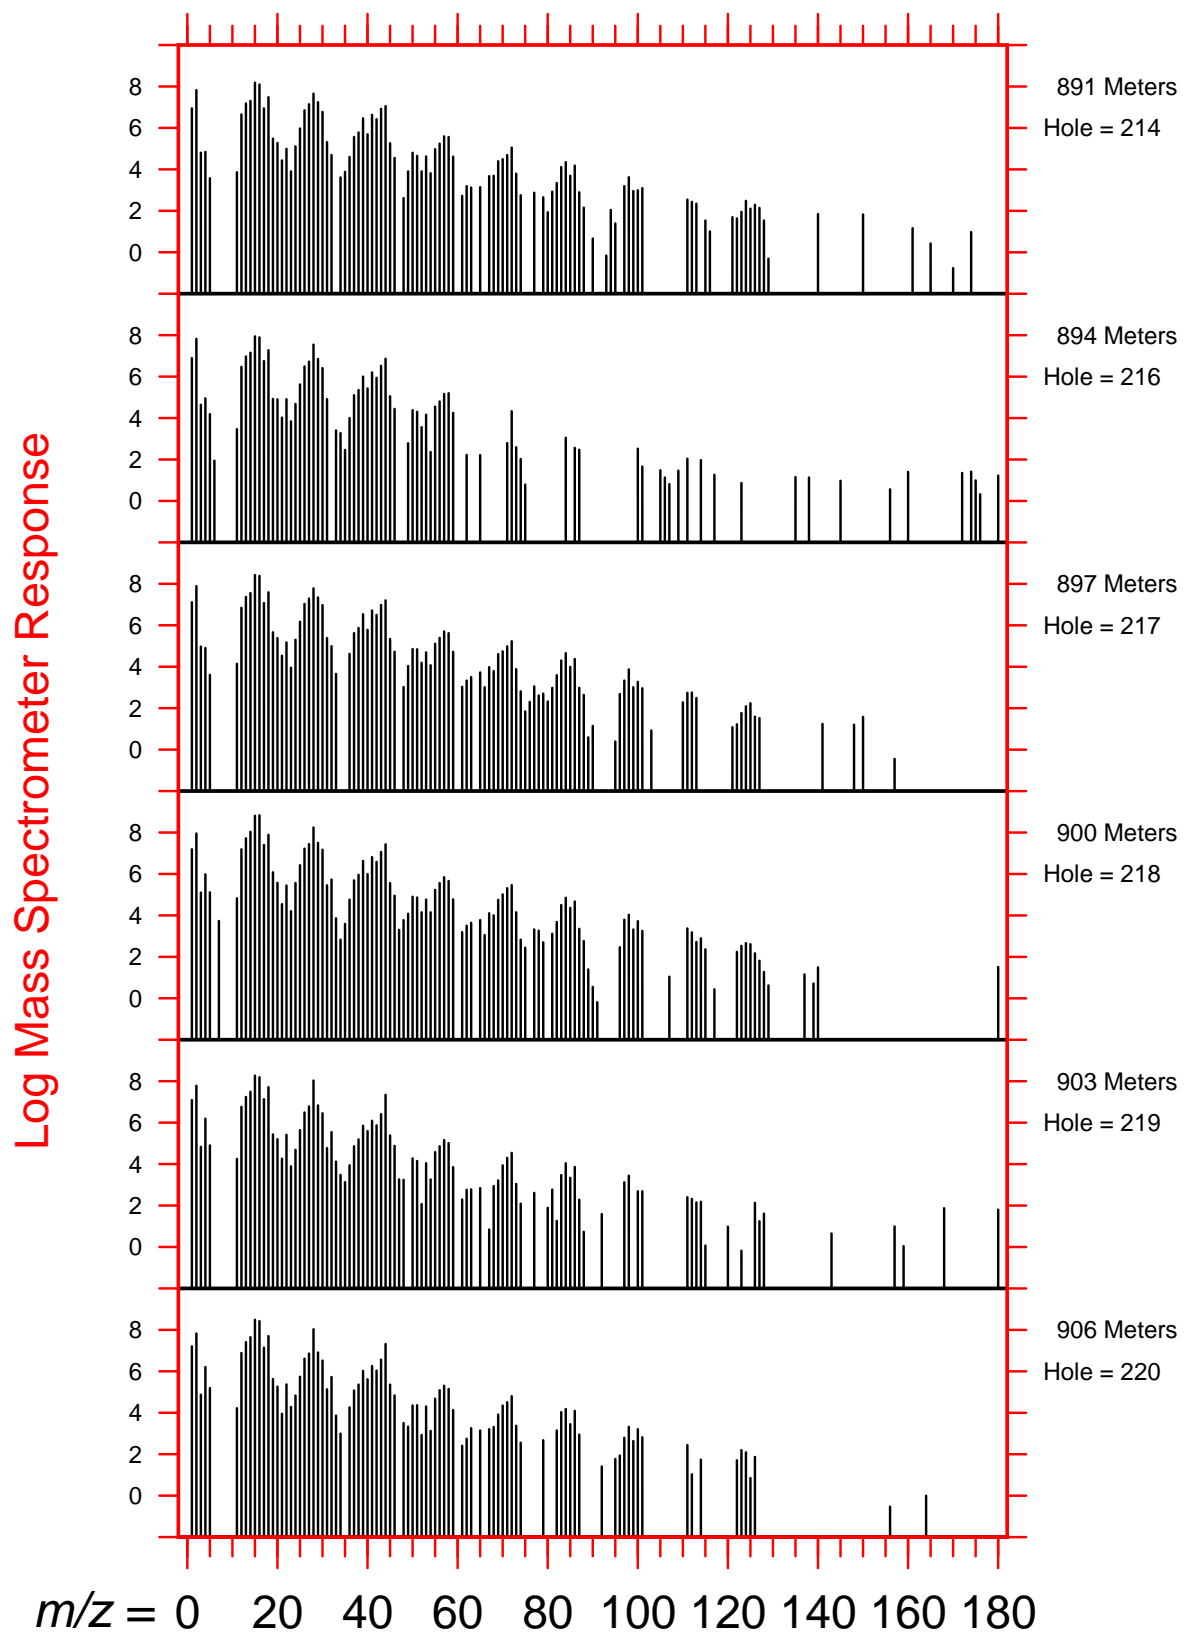 8
6
4
2
0
891 Meters
Hole = 214
8
6
4
2
0
894 Meters
Hole = 216
8
6
4
2
0
897 Meters
Hole = 217
8
6
4
2
0
900 Meters
Hole = 218
8
6
4
2
0
903 Meters
Hole = 219
8
6
4
2
0
906 Meters
Hole = 220
Log Mass Spectrometer Response
m/z = 0 20 40 60 80 100 120 140 160 180